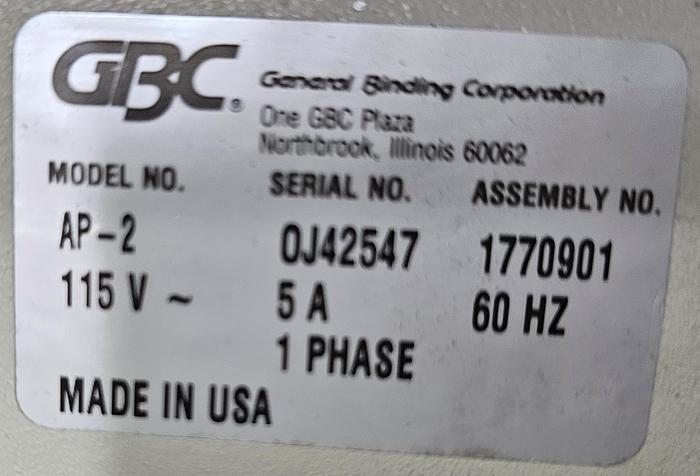 GBC® General Binding Corporation
One GBC Plaza
Northbrook, Illinois 60062
MODEL NO. SERIAL NO. ASSEMBLY NO.
AP-2 0J42547 1770901
115 V ~ 5 A 60 HZ
1 PHASE
MADE IN USA